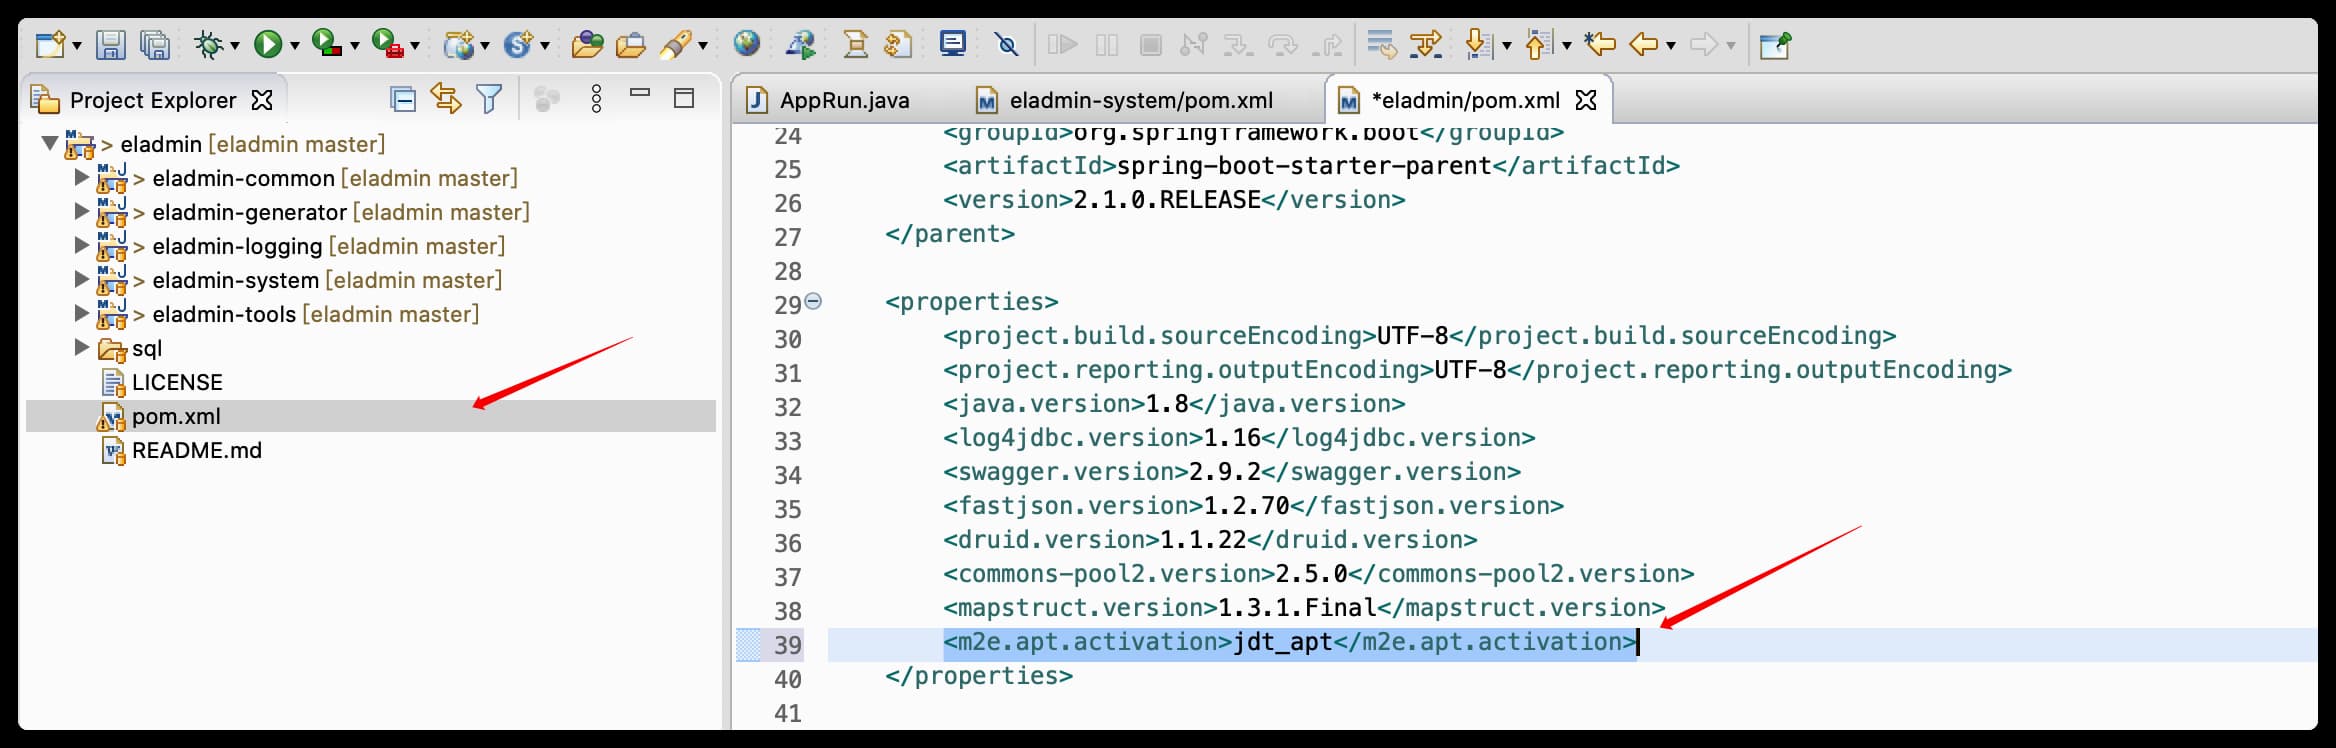 Project Explorer
AppRun.java
eladmin-system/pom.xml
*eladmin/pom.xml
> eladmin [eladmin master]
> eladmin-common [eladmin master]
> eladmin-generator [eladmin master]
> eladmin-logging [eladmin master]
> eladmin-system [eladmin master]
> eladmin-tools [eladmin master]
sql
LICENSE
pom.xml
README.md
24 <groupId>org.springframework.boot</groupId>
25 <artifactId>spring-boot-starter-parent</artifactId>
26 <version>2.1.0.RELEASE</version>
27 </parent>
28
29 <properties>
30 <project.build.sourceEncoding>UTF-8</project.build.sourceEncoding>
31 <project.reporting.outputEncoding>UTF-8</project.reporting.outputEncoding>
32 <java.version>1.8</java.version>
33 <log4jdbc.version>1.16</log4jdbc.version>
34 <swagger.version>2.9.2</swagger.version>
35 <fastjson.version>1.2.70</fastjson.version>
36 <druid.version>1.1.22</druid.version>
37 <commons-pool2.version>2.5.0</commons-pool2.version>
38 <mapstruct.version>1.3.1.Final</mapstruct.version>
39 <m2e.apt.activation>jdt_apt</m2e.apt.activation>
40 </properties>
41